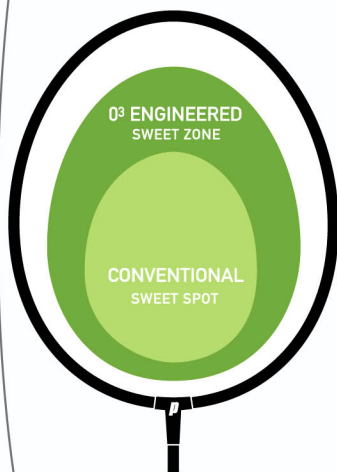 O³ ENGINEERED
SWEET ZONE
CONVENTIONAL
SWEET SPOT
P